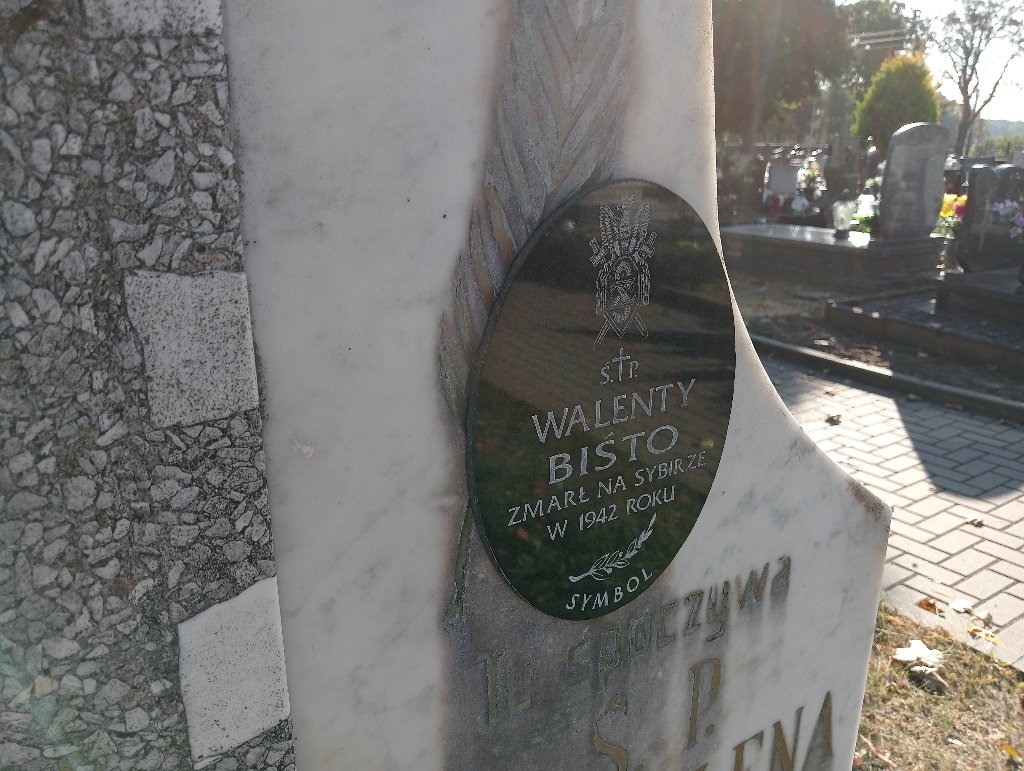 Ś.†P.
WALENTY
BIŚTO
ZMARŁ NA SYBIRZE
W 1942 ROKU
SYMBOL
Tu spoczywa
Ś. P.